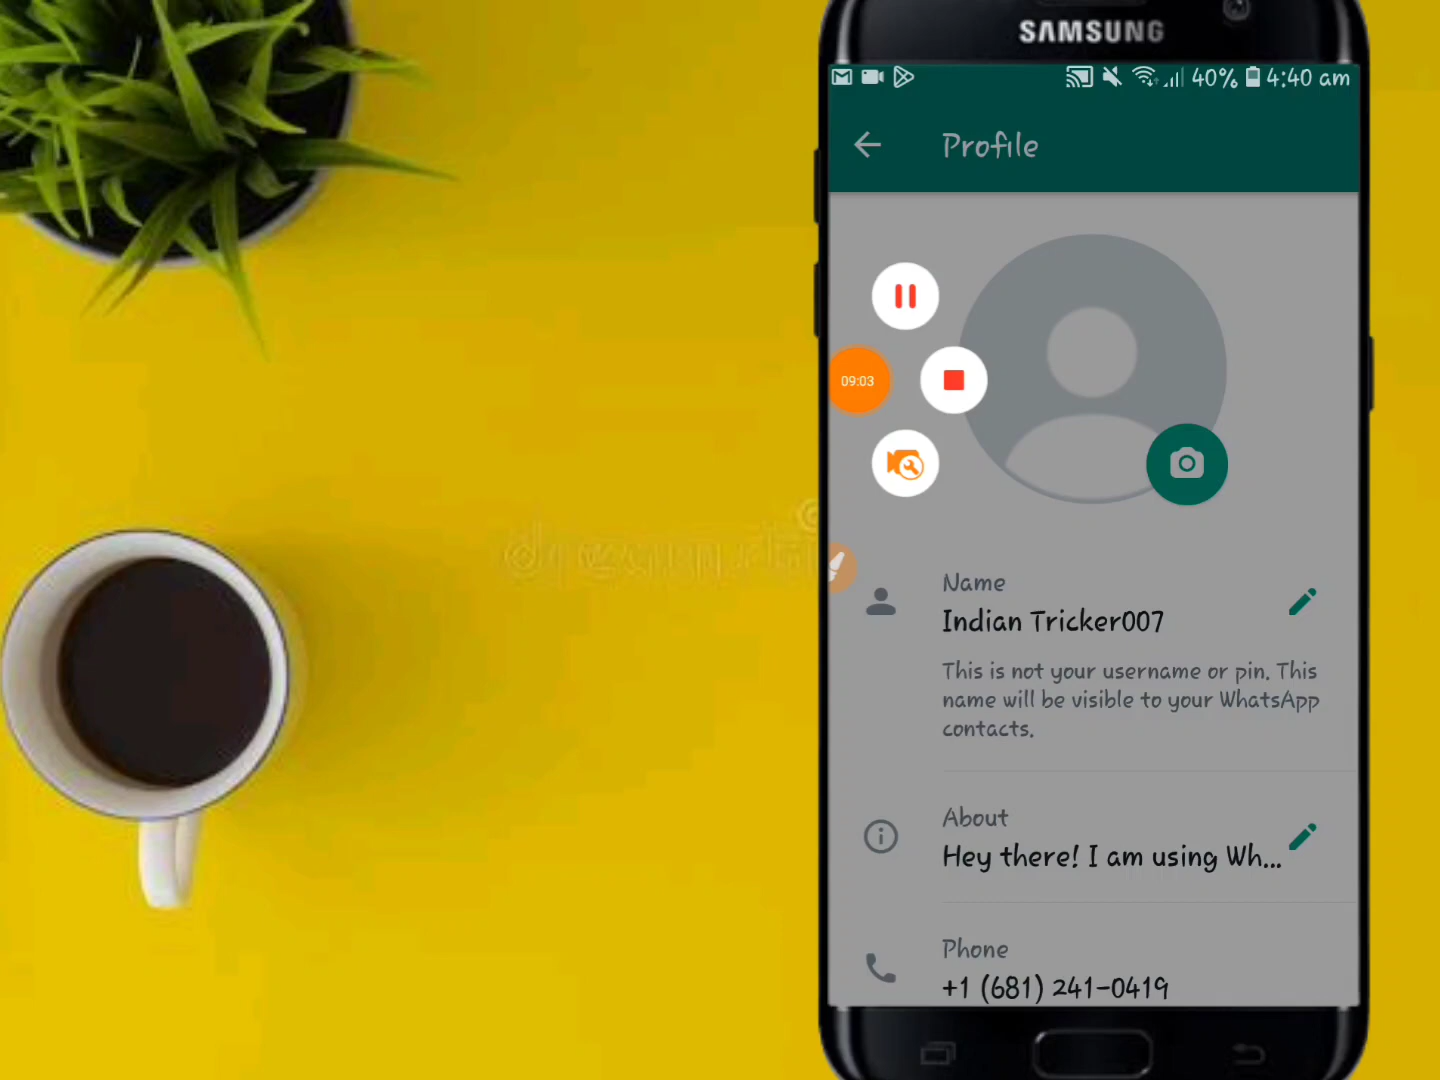 SAMSUNG
40% 4:40 am
Profile
09:03
Name
Indian Tricker007
This is not your username or pin. This
name will be visible to your WhatsApp
contacts.
About
Hey there! I am using Wh...
Phone
+1 (681) 241-0419